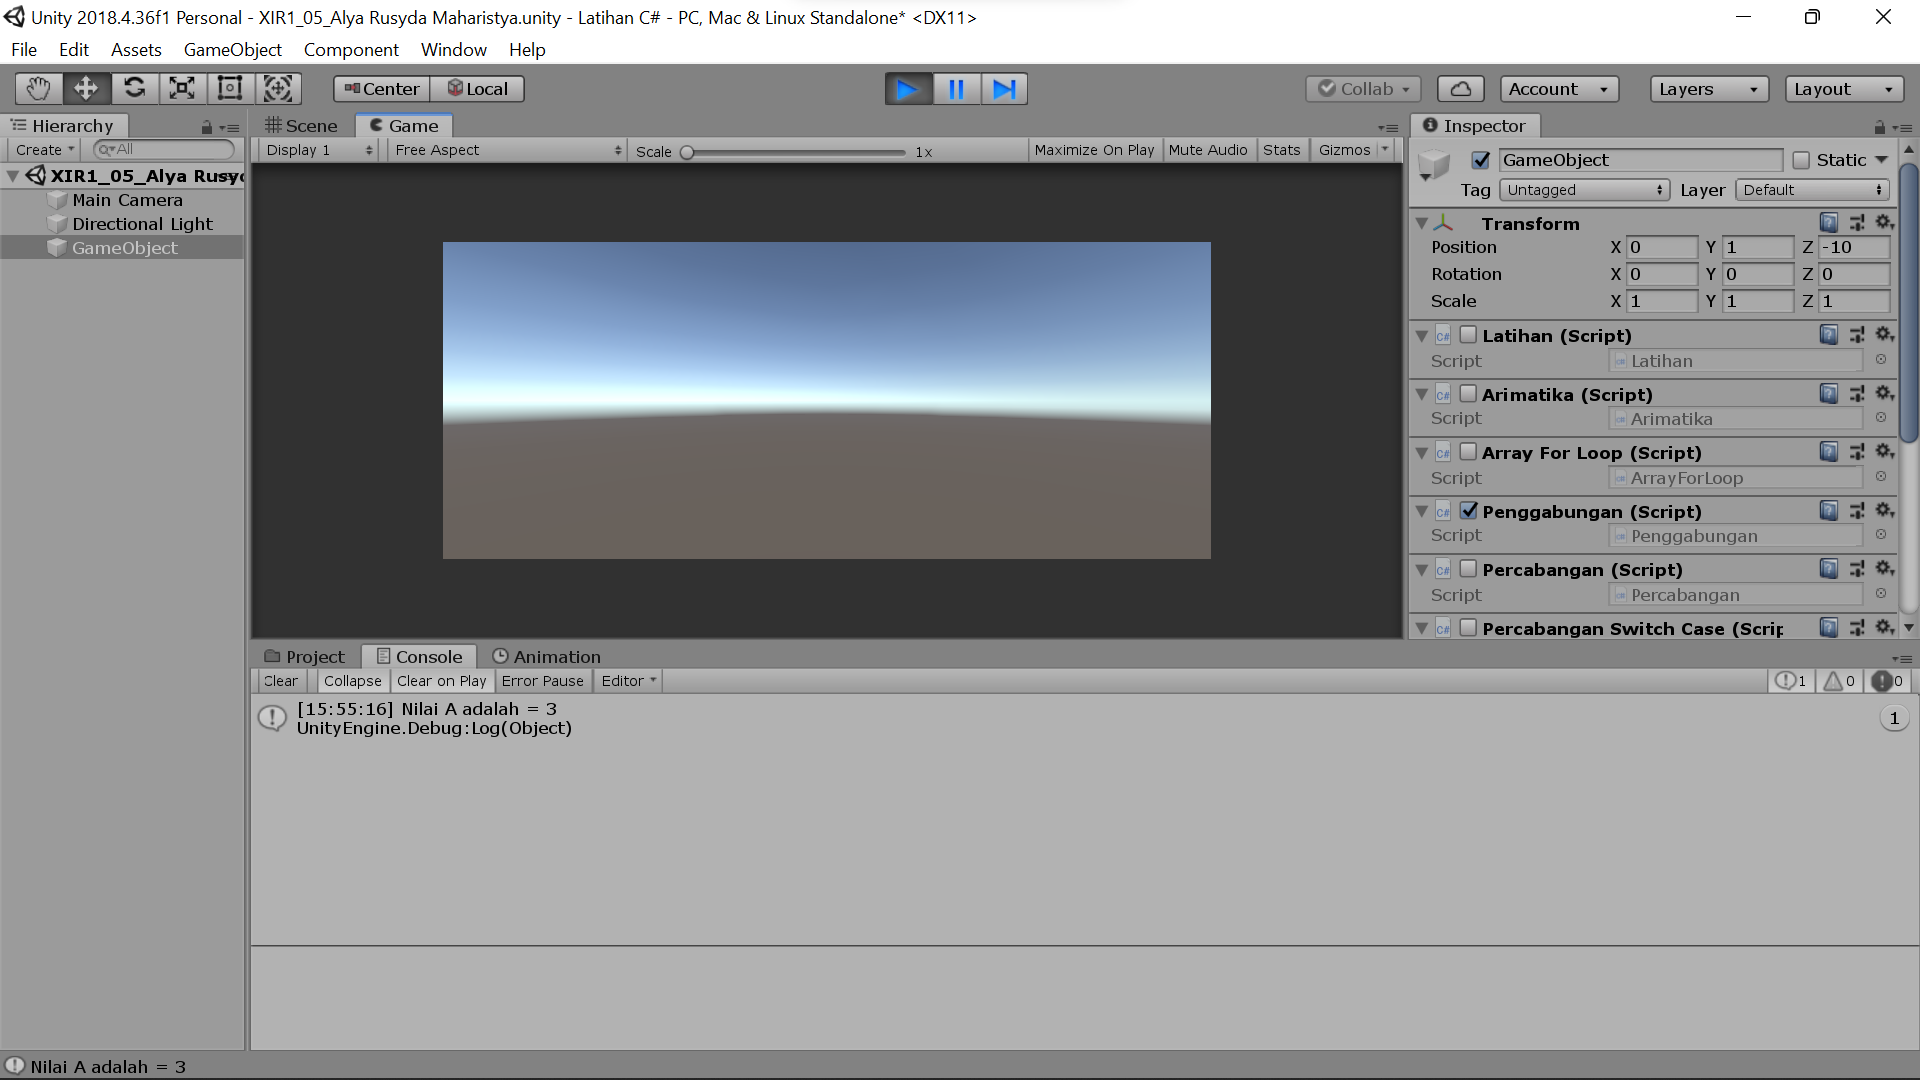 Unity 2018.4.36f1 Personal - XIR1_05_Alya Rusyda Maharistya.unity - Latihan C# - PC, Mac & Linux Standalone* <DX11>
File Edit Assets GameObject Component Window Help
Center Local Collab Account Layers Layout
Hierarchy
Create All
XIR1_05_Alya Rusyd
Main Camera
Directional Light
GameObject
Scene Game
Display 1 Free Aspect Scale 1x Maximize On Play Mute Audio Stats Gizmos
Inspector
GameObject Static
Tag Untagged Layer Default
Transform
Position X 0 Y 1 Z -10
Rotation X 0 Y 0 Z 0
Scale X 1 Y 1 Z 1
C# Latihan (Script)
Script Latihan
C# Arimatika (Script)
Script Arimatika
C# Array For Loop (Script)
Script ArrayForLoop
C# Penggabungan (Script)
Script Penggabungan
C# Percabangan (Script)
Script Percabangan
C# Percabangan Switch Case (Scrip
Project Console Animation
Clear Collapse Clear on Play Error Pause Editor 1 0 0
[15:55:16] Nilai A adalah = 3
UnityEngine.Debug:Log(Object)
1
Nilai A adalah = 3